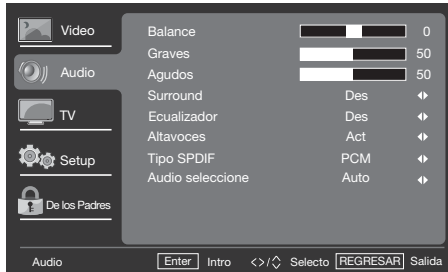 Video
Audio
TV
Setup
De los Padres
Balance 0
Graves 50
Agudos 50
Surround Des
Ecualizador Des
Altavoces Act
Tipo SPDIF PCM
Audio seleccione Auto
Audio Enter Intro <>/ Selecto REGRESAR Salida